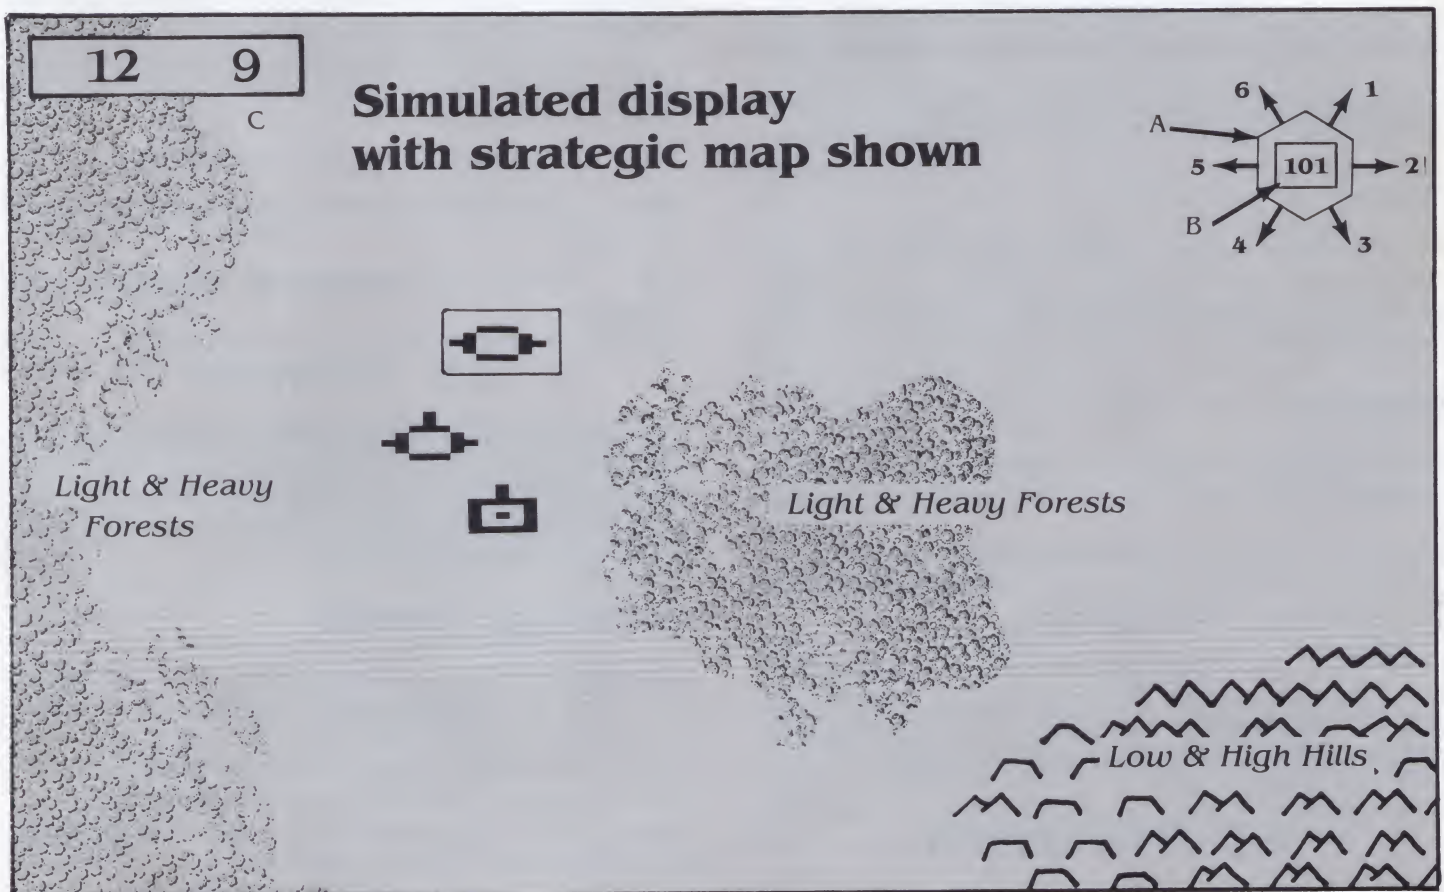 12 9
C
Simulated display
with strategic map shown
6 1
A
5 101 2
B
4 3
Light & Heavy
Forests
Light & Heavy Forests
Low & High Hills